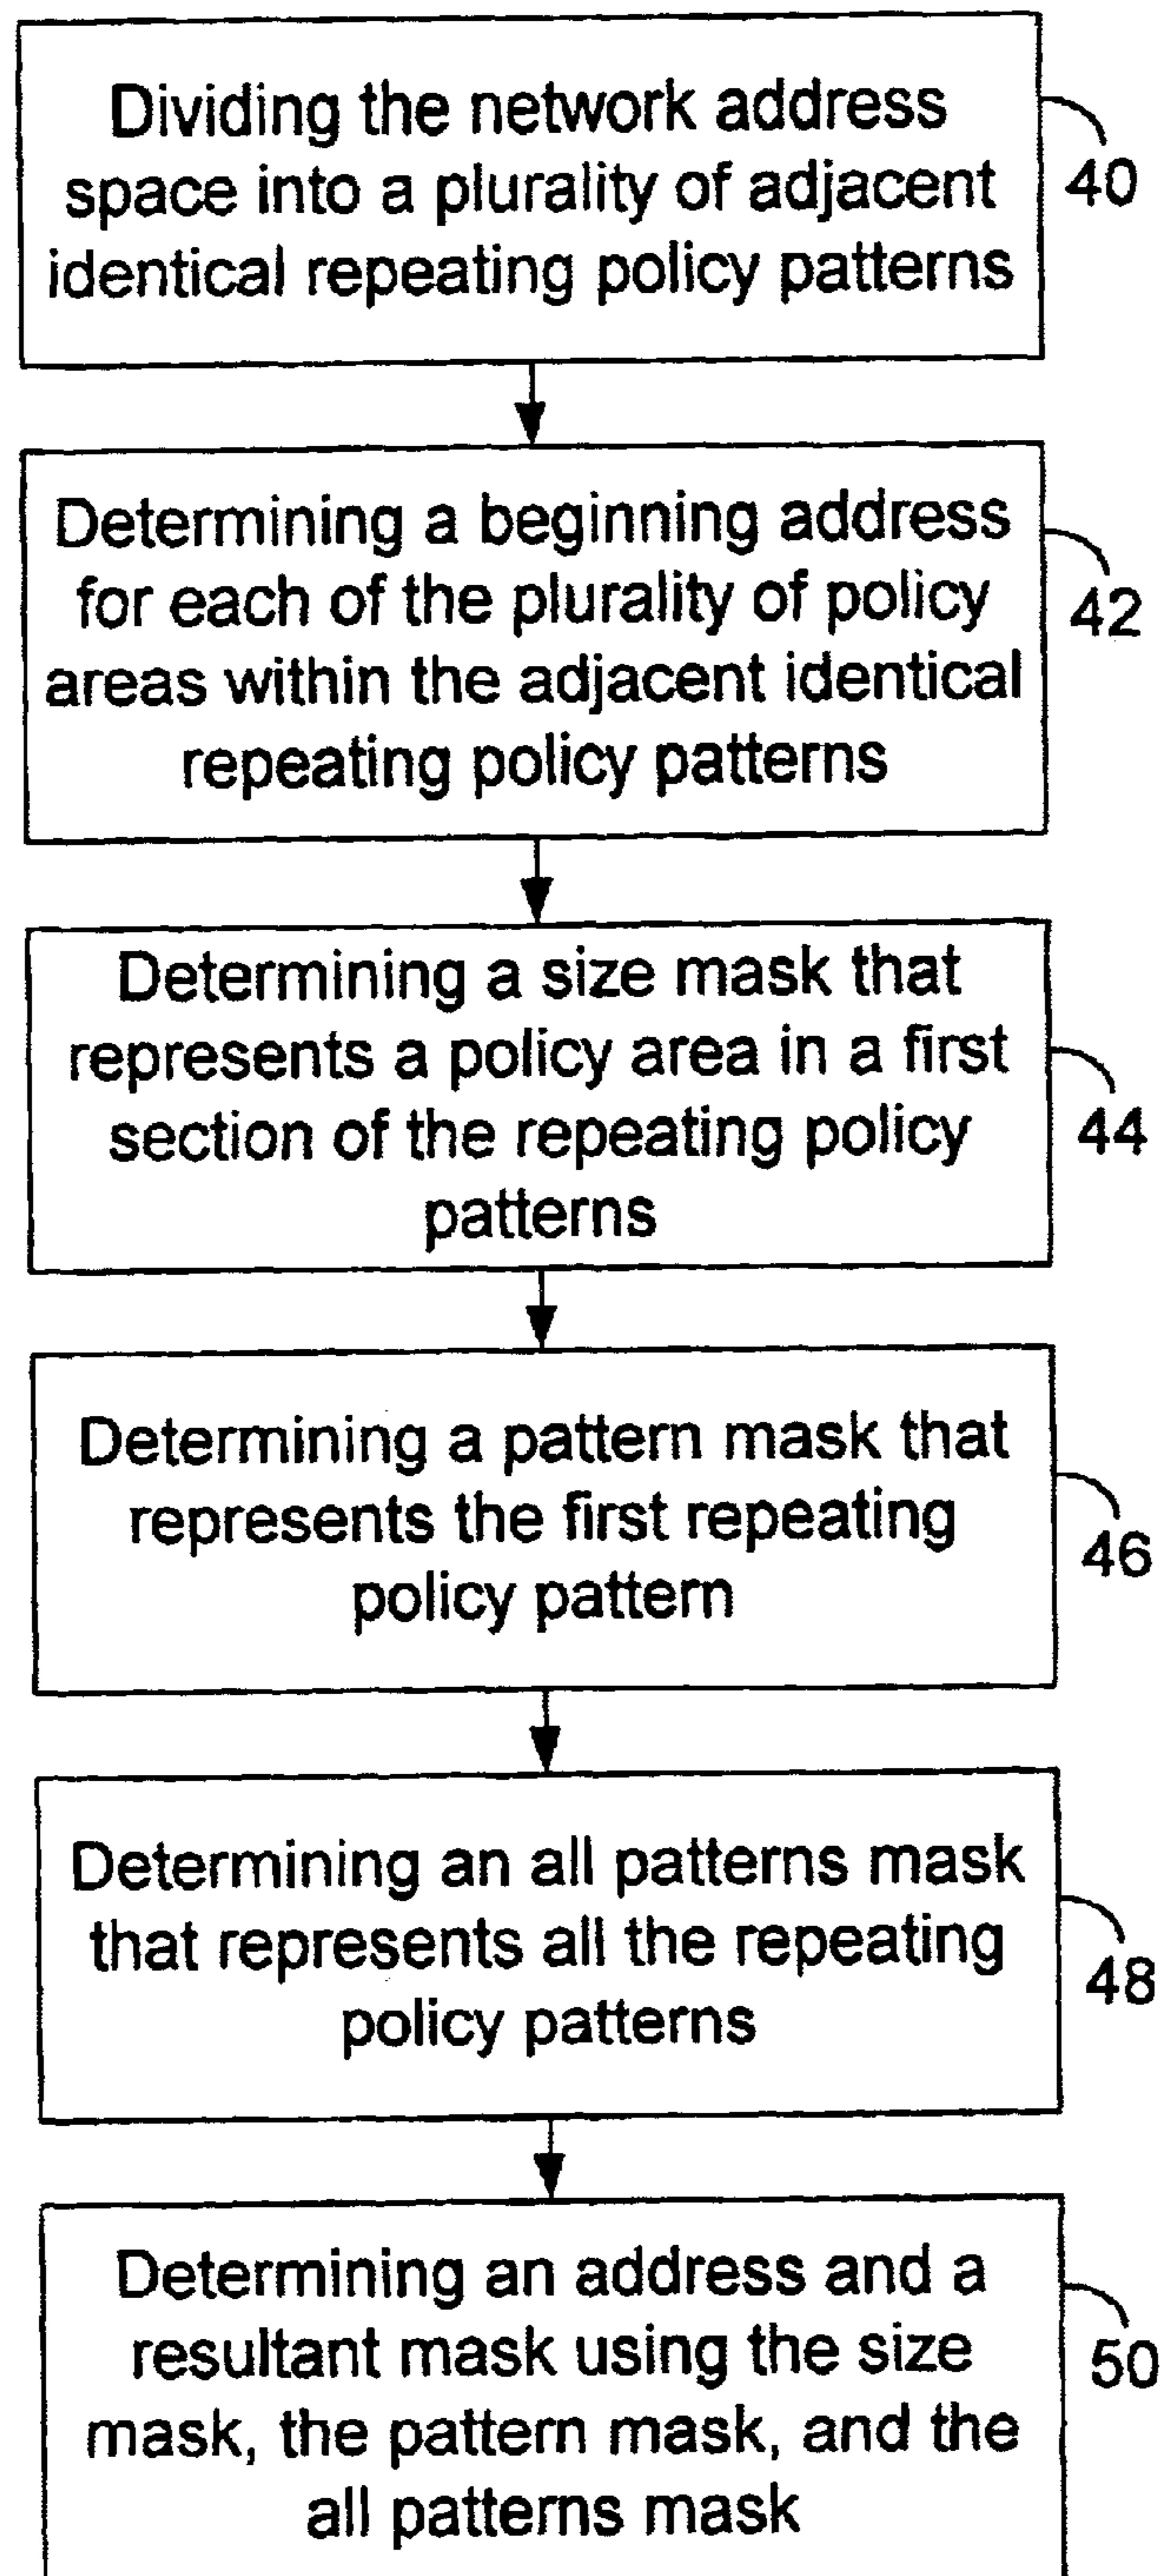 Dividing the network address
space into a plurality of adjacent
identical repeating policy patterns
40
Determining a beginning address
for each of the plurality of policy
areas within the adjacent identical
repeating policy patterns
42
Determining a size mask that
represents a policy area in a first
section of the repeating policy
patterns
44
Determining a pattern mask that
represents the first repeating
policy pattern
46
Determining an all patterns mask
that represents all the repeating
policy patterns
48
Determining an address and a
resultant mask using the size
mask, the pattern mask, and the
all patterns mask
50